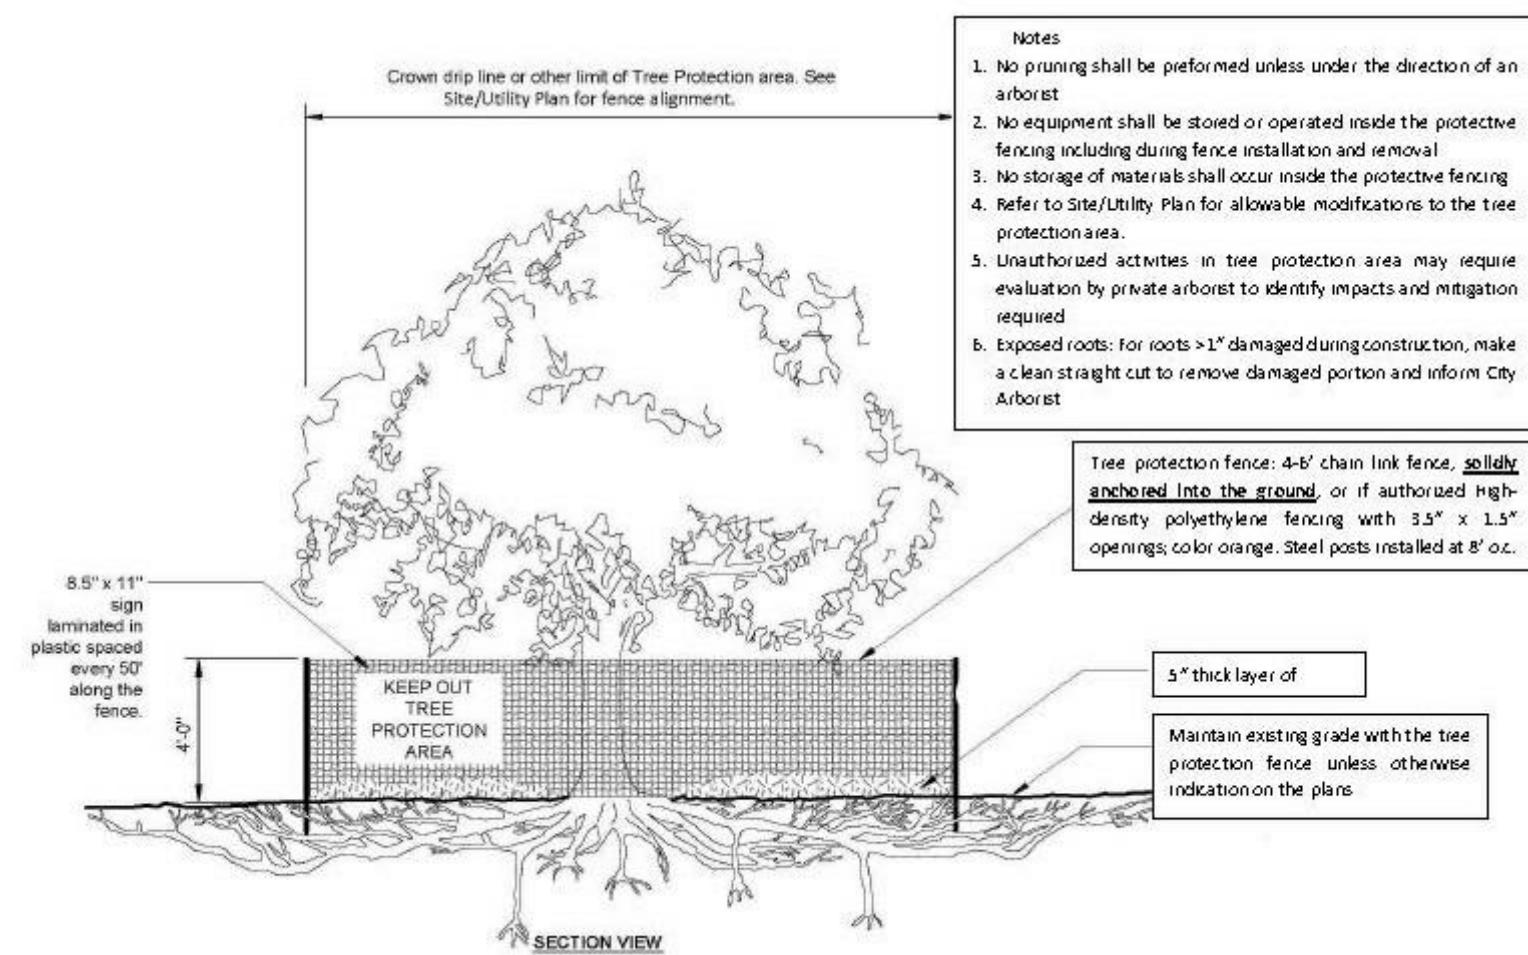 Crown drip line or other limit of Tree Protection area. See
Site/Utility Plan for fence alignment.
Notes
1. No pruning shall be preformed unless under the direction of an
arborist
2. No equipment shall be stored or operated inside the protective
fencing including during fence installation and removal
3. No storage of materials shall occur inside the protective fencing
4. Refer to Site/Utility Plan for allowable modifications to the tree
protection area.
5. Unauthorized activities in tree protection area may require
evaluation by private arborist to identify impacts and mitigation
required
6. Exposed roots: For roots >1" damaged during construction, make
a clean straight cut to remove damaged portion and inform City
Arborist
Tree protection fence: 4-6' chain link fence, solidly
anchored into the ground, or if authorized High-
density polyethylene fencing with 3.5" x 1.5"
openings; color orange. Steel posts installed at 8' o.c.
8.5" x 11"
sign
laminated in
plastic spaced
every 50'
along the
fence.
4'-0"
KEEP OUT
TREE
PROTECTION
AREA
5" thick layer of
Maintain existing grade with the tree
protection fence unless otherwise
indication on the plans
SECTION VIEW